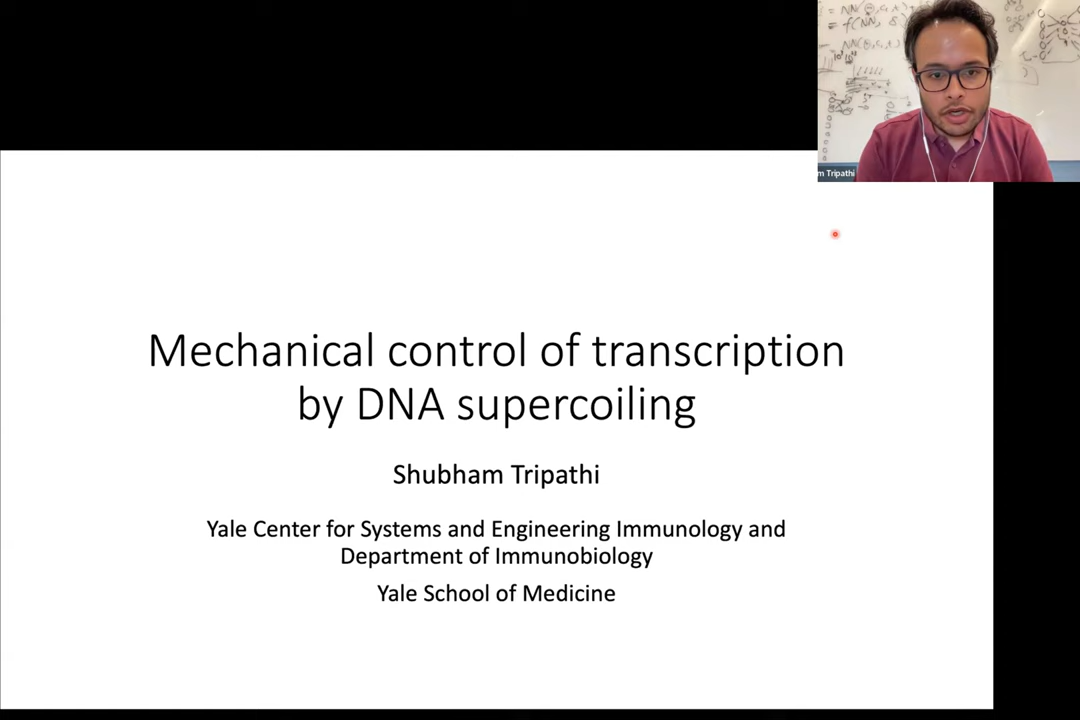 m Tripathi
Mechanical control of transcription
by DNA supercoiling
Shubham Tripathi
Yale Center for Systems and Engineering Immunology and
Department of Immunobiology
Yale School of Medicine